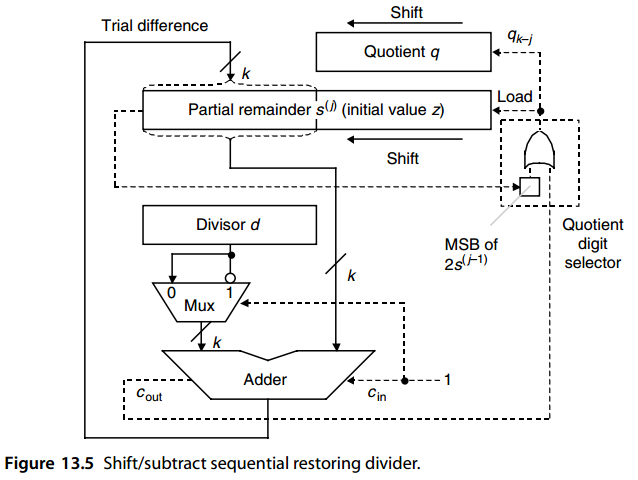 Shift
Trial difference
q_{k–j}
Quotient q
k
Load
Partial remainder s^{(j)} (initial value z)
Shift
Divisor d
MSB of
2s^{(j–1)}
Quotient
digit
selector
k
0 1
Mux
k
Adder
c_{out}
c_{in}
1
Figure 13.5 Shift/subtract sequential restoring divider.